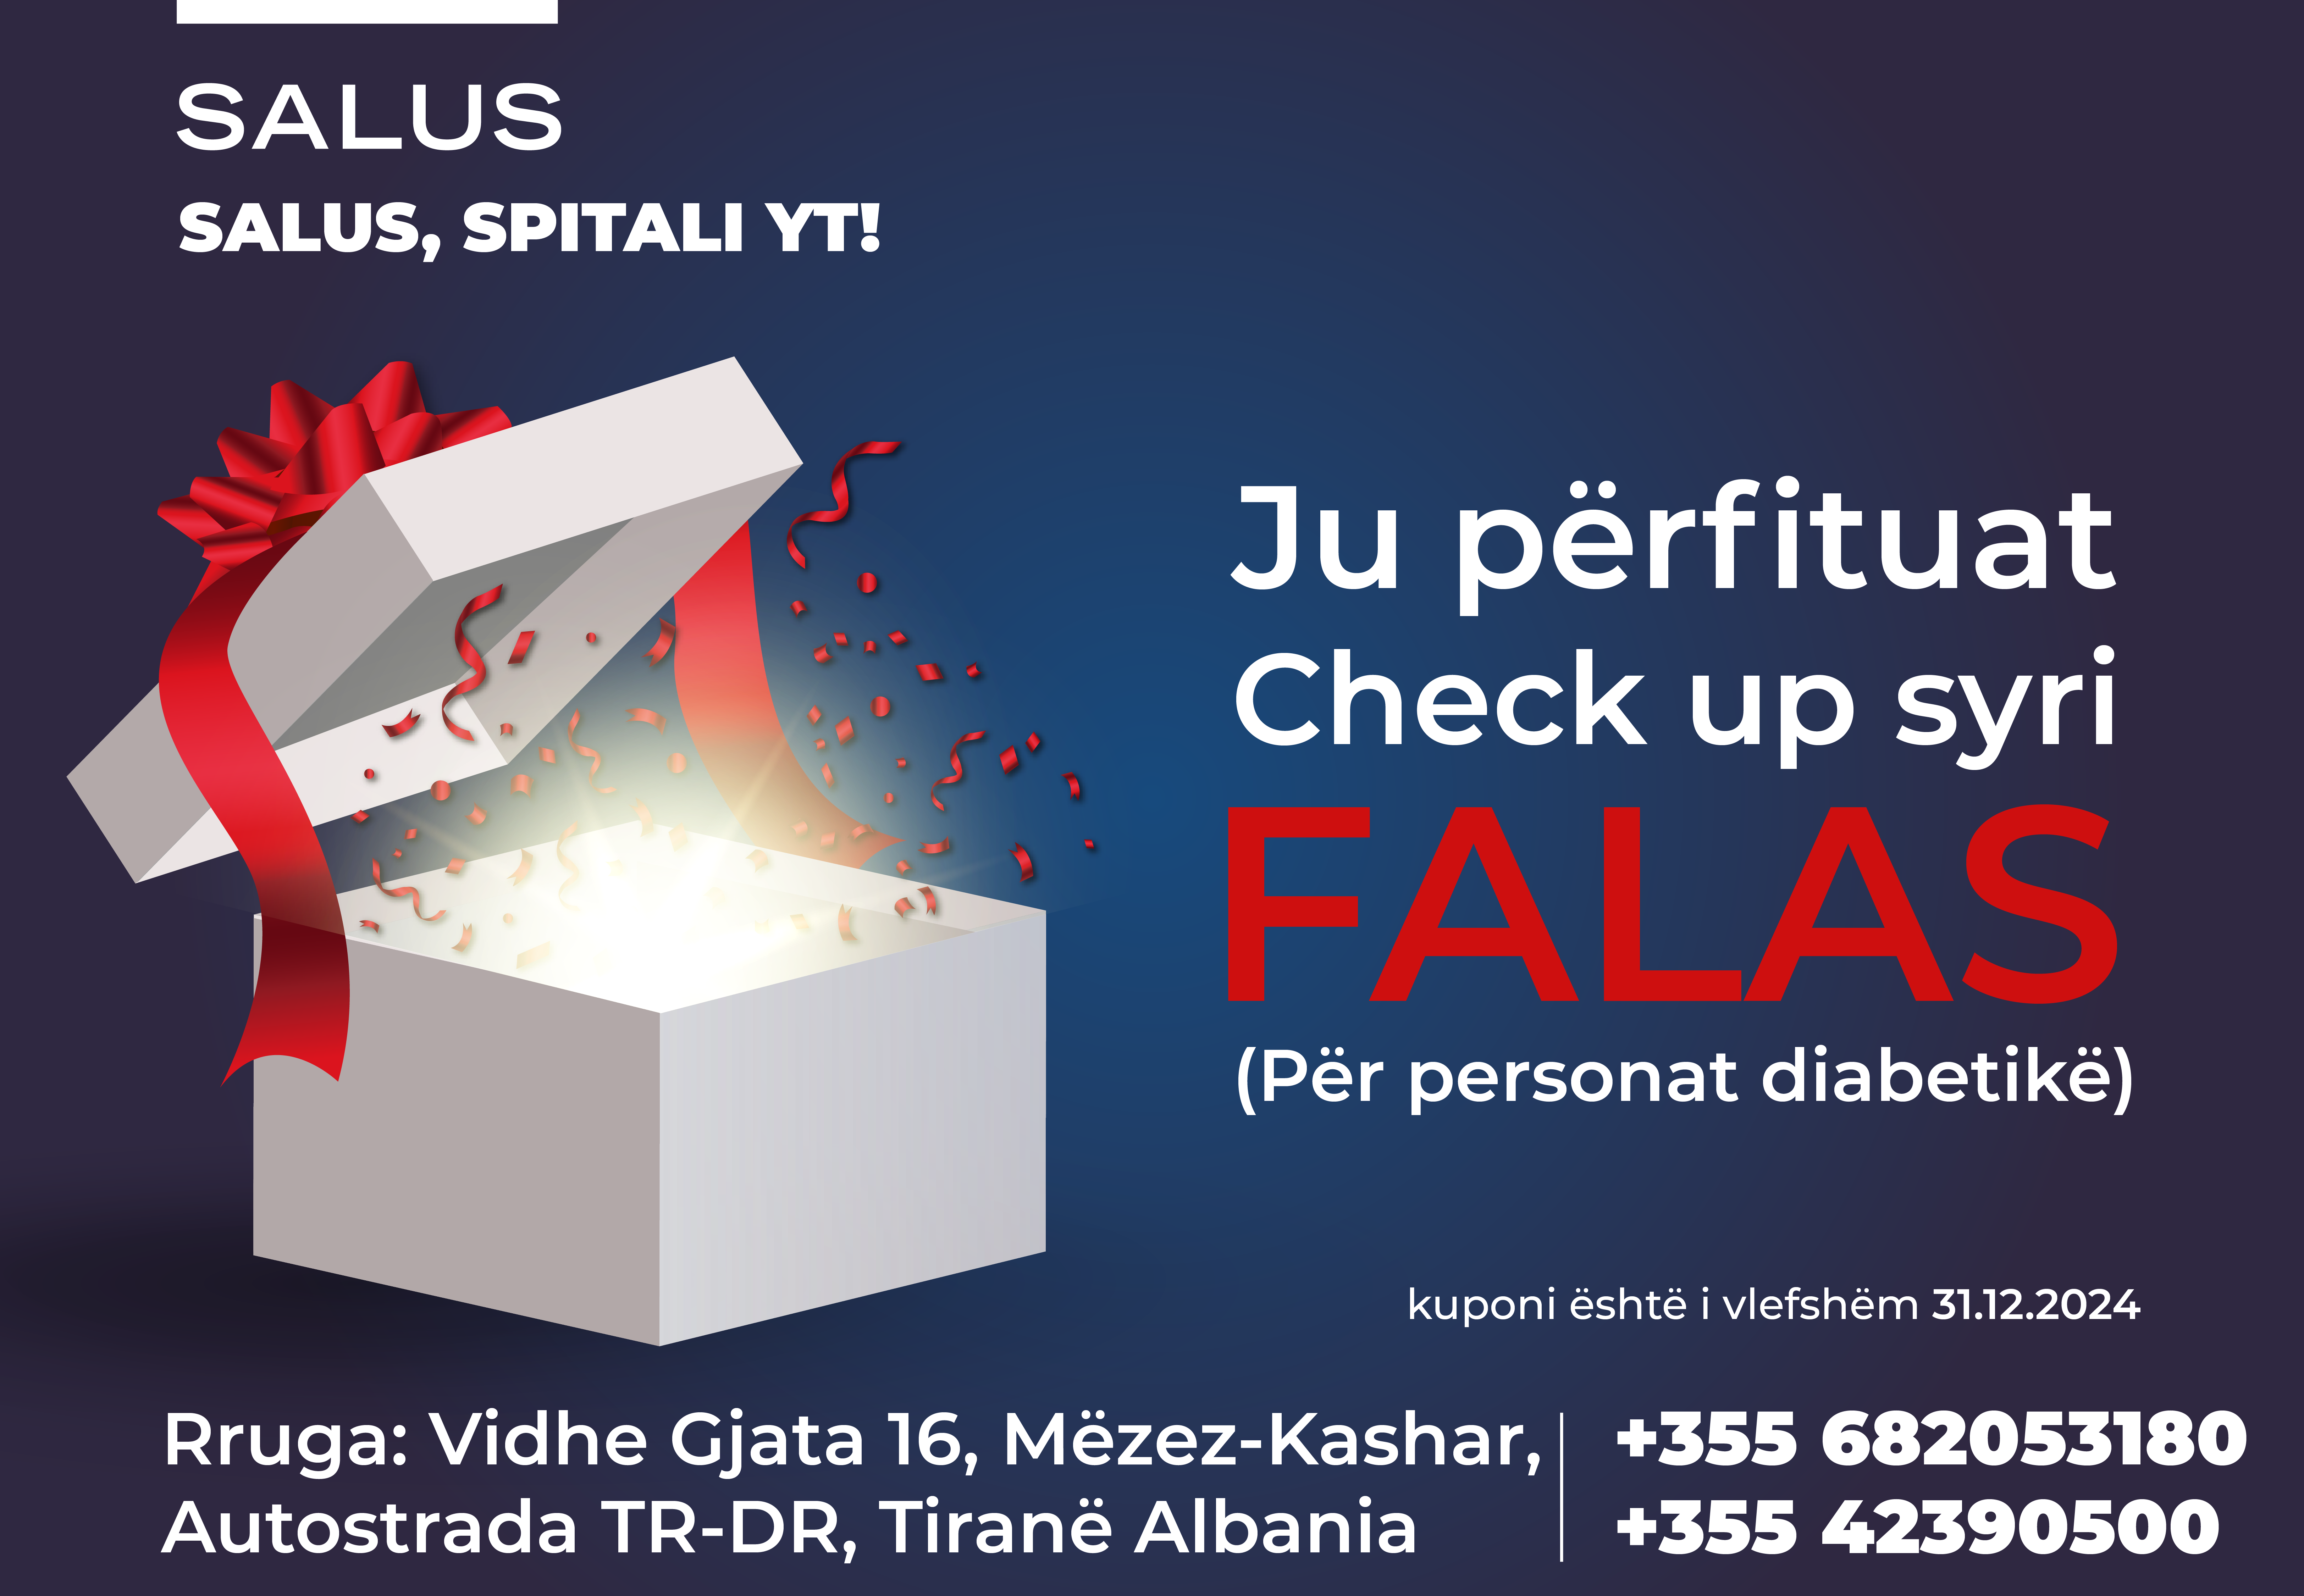 SALUS
SALUS, SPITALI YT!
Ju përfituat
Check up syri
FALAS
(Për personat diabetikë)
kuponi është i vlefshëm 31.12.2024
Rruga: Vidhe Gjata 16, Mëzez-Kashar,
Autostrada TR-DR, Tiranë Albania
+355 682053180
+355 42390500